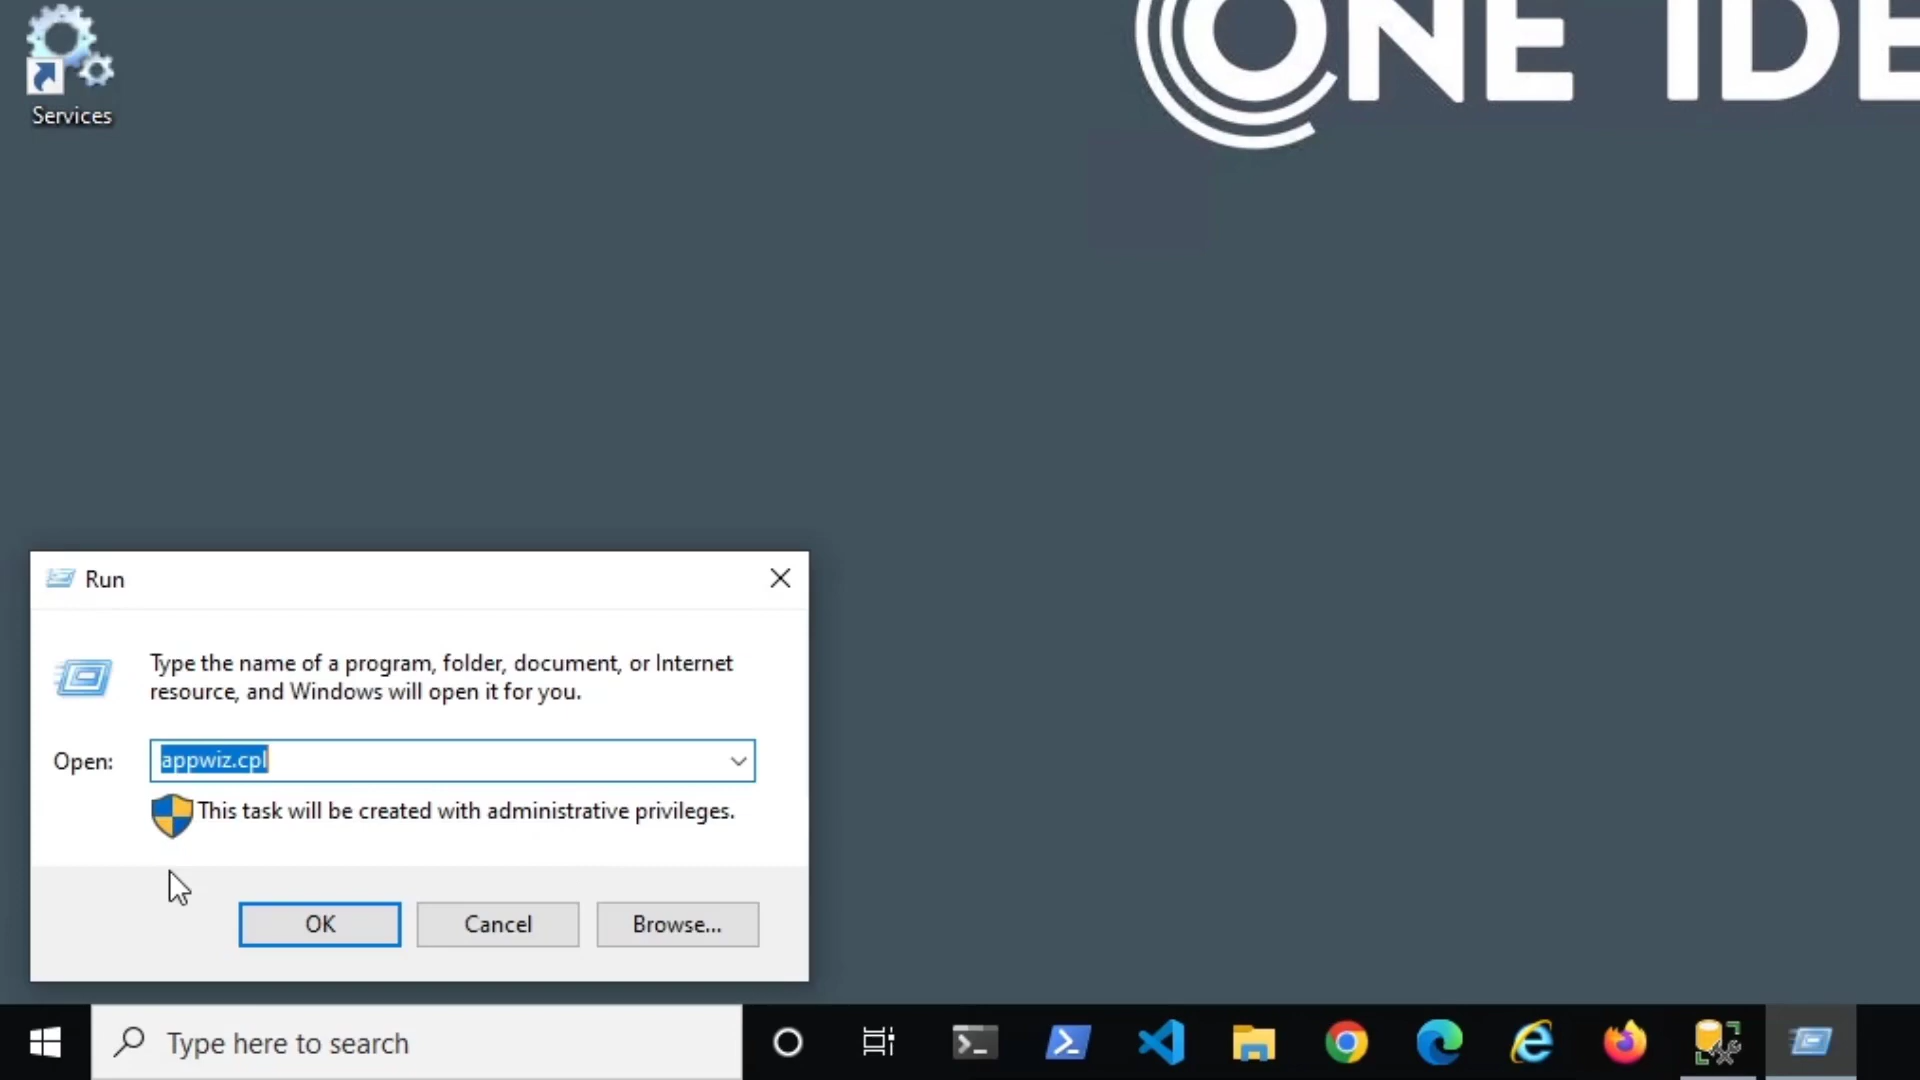 ONE IDE
Services
Run
Type the name of a program, folder, document, or Internet
resource, and Windows will open it for you.
Open:
appwiz.cpl
This task will be created with administrative privileges.
OK
Cancel
Browse...
Type here to search